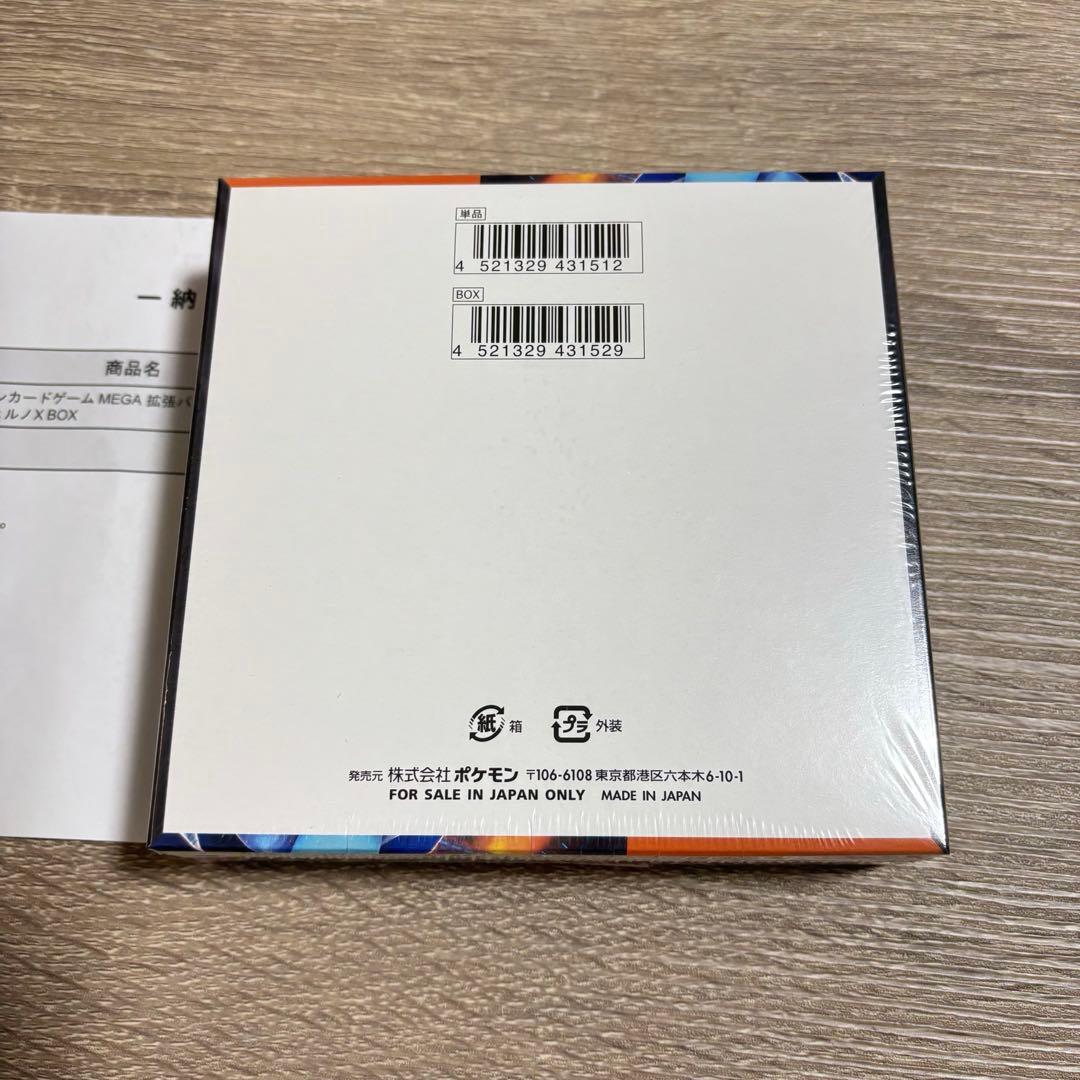 一 納
商品名
ンカードゲーム MEGA 拡張パ
ルノX BOX
単品
4 521329 431512
BOX
4 521329 431529
紙 箱 プラ 外装
発売元 株式会社ポケモン 〒106-6108 東京都港区六本木6-10-1
FOR SALE IN JAPAN ONLY MADE IN JAPAN